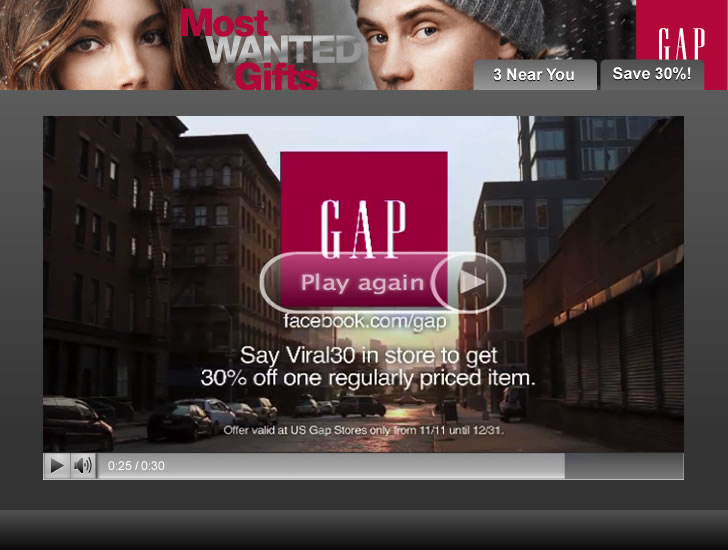 Most
WANTED
Gifts
GAP
3 Near You
Save 30%!
GAP
Play again
facebook.com/gap
Say Viral30 in store to get
30% off one regularly priced item.
Offer valid at US Gap Stores only from 11/11 until 12/31.
0:25 / 0:30